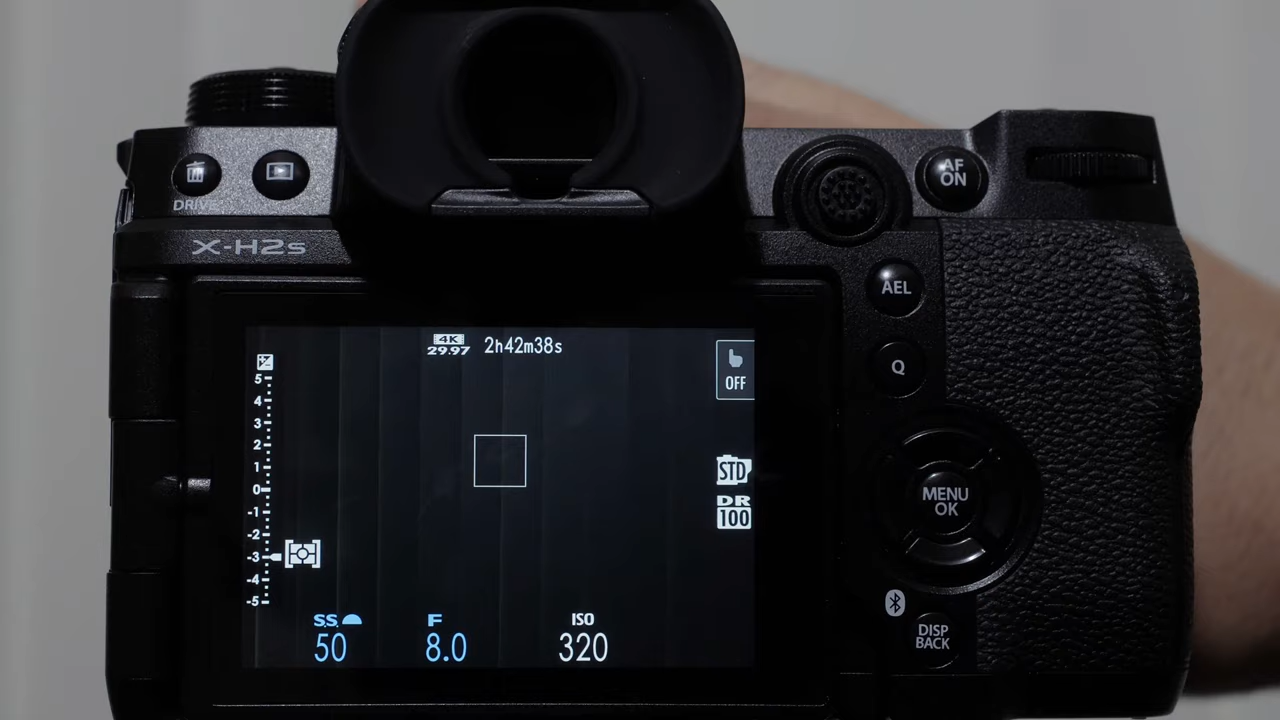 AF
ON
DRIVE
X-H2S
AEL
4K
29.97 2h42m38s
OFF
Q
5
4
3
2
1
0
-1
-2
-3
-4
-5
STD
DR
100
MENU
OK
SS F ISO
50 8.0 320
DISP
BACK